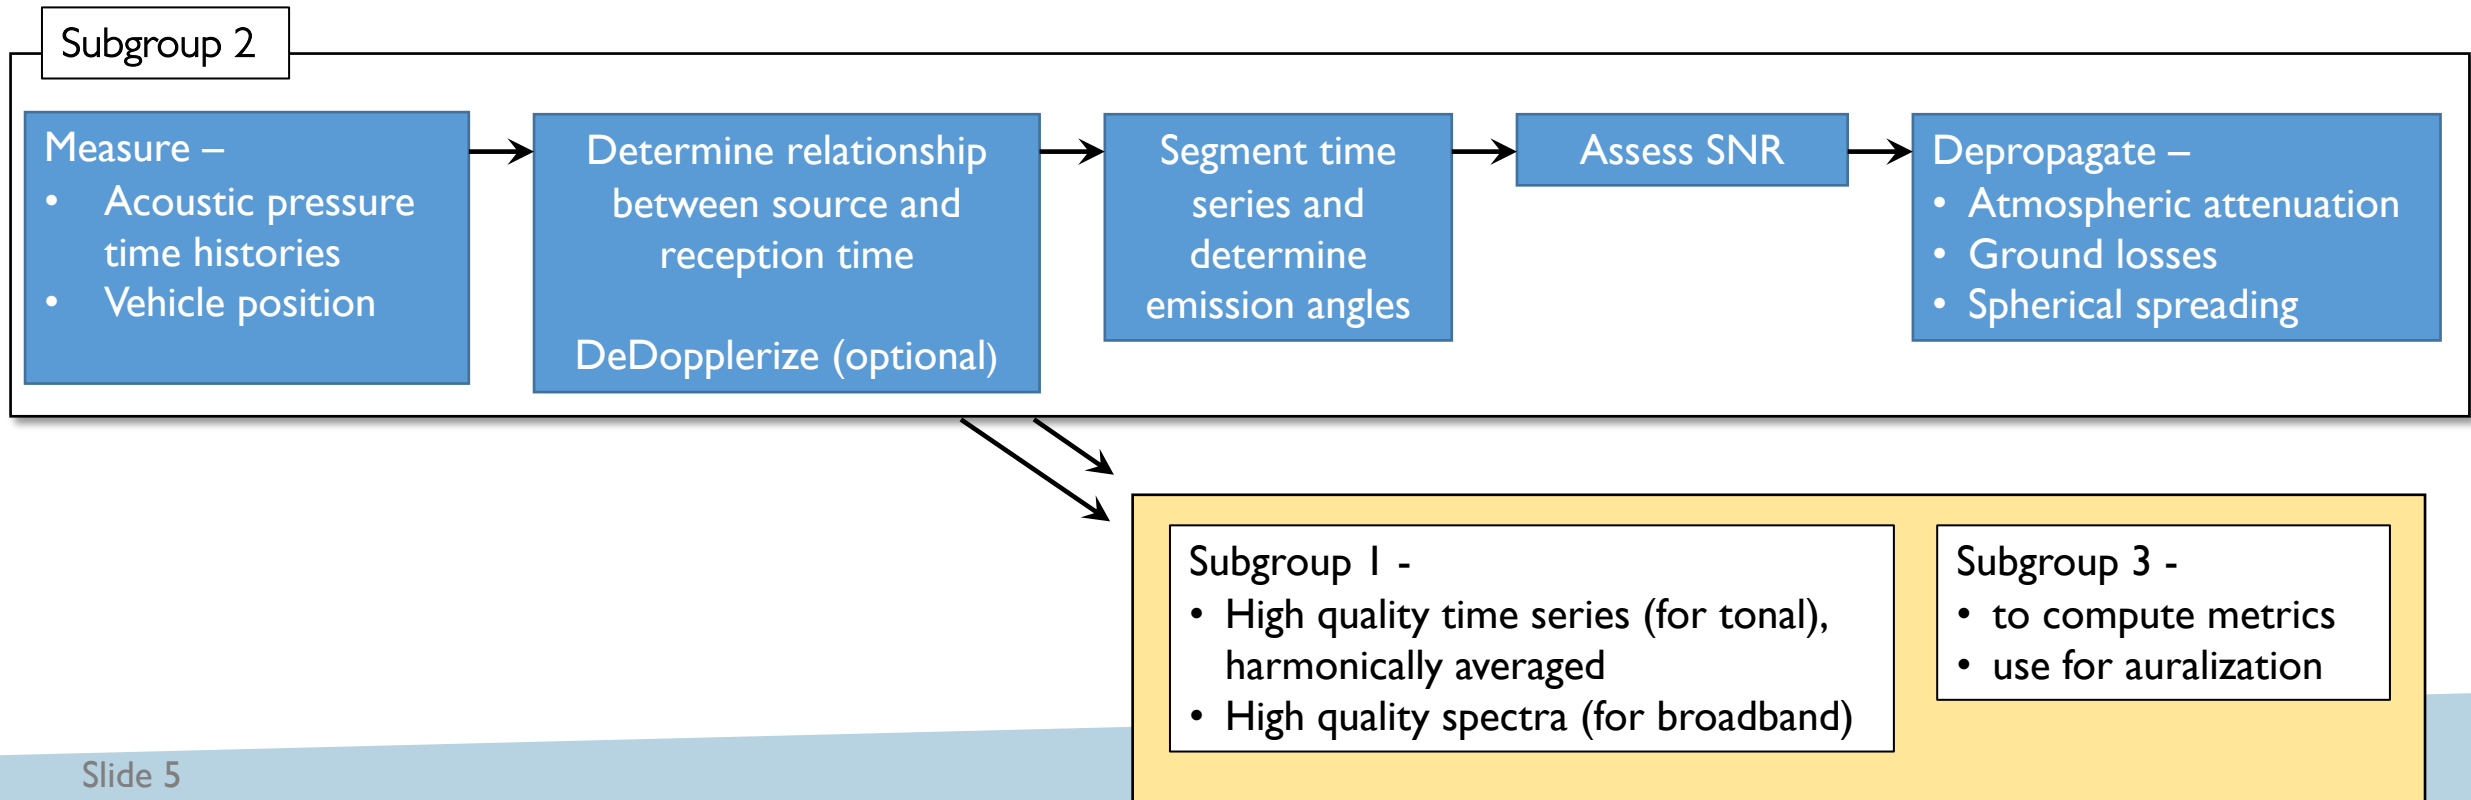 Subgroup 2
Measure –
• Acoustic pressure
time histories
• Vehicle position
Determine relationship
between source and
reception time
DeDopplerize (optional)
Segment time
series and
determine
emission angles
Assess SNR
Depropagate –
• Atmospheric attenuation
• Ground losses
• Spherical spreading
Subgroup 1 -
• High quality time series (for tonal),
harmonically averaged
• High quality spectra (for broadband)
Subgroup 3 -
• to compute metrics
• use for auralization
Slide 5